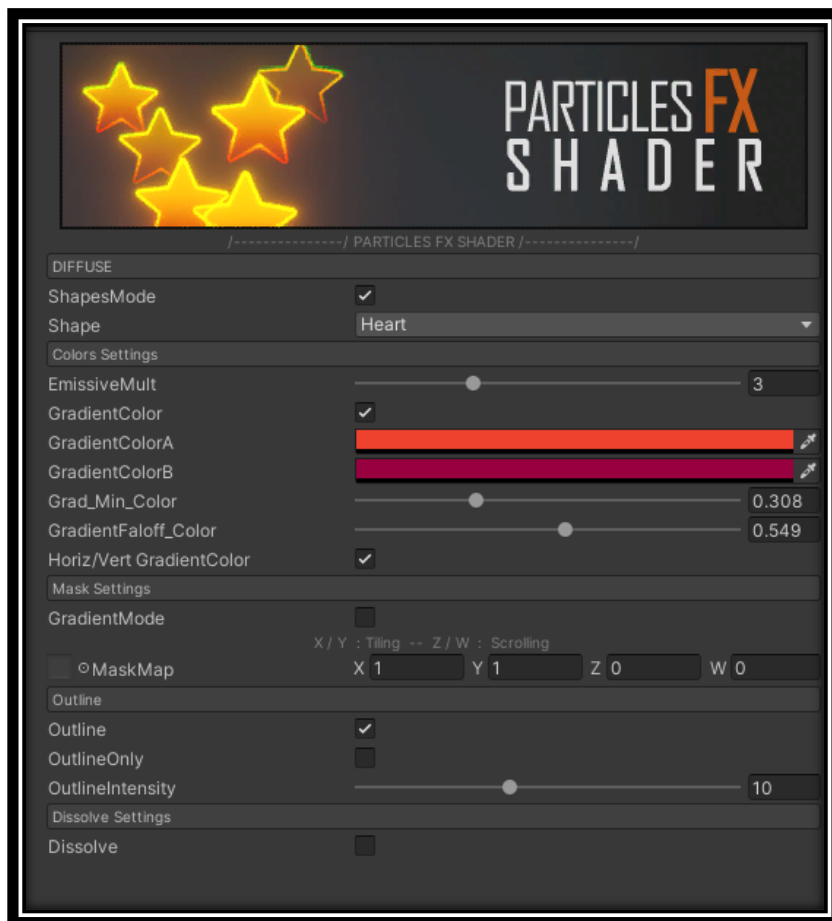 PARTICLES FX
SHADER
/---------------/ PARTICLES FX SHADER /---------------/
DIFFUSE
ShapesMode
Shape Heart
Colors Settings
EmissiveMult 3
GradientColor
GradientColorA
GradientColorB
Grad_Min_Color 0.308
GradientFaloff_Color 0.549
Horiz/Vert GradientColor
Mask Settings
GradientMode
X / Y : Tiling -- Z / W : Scrolling
MaskMap X 1 Y 1 Z 0 W 0
Outline
Outline
OutlineOnly
OutlineIntensity 10
Dissolve Settings
Dissolve